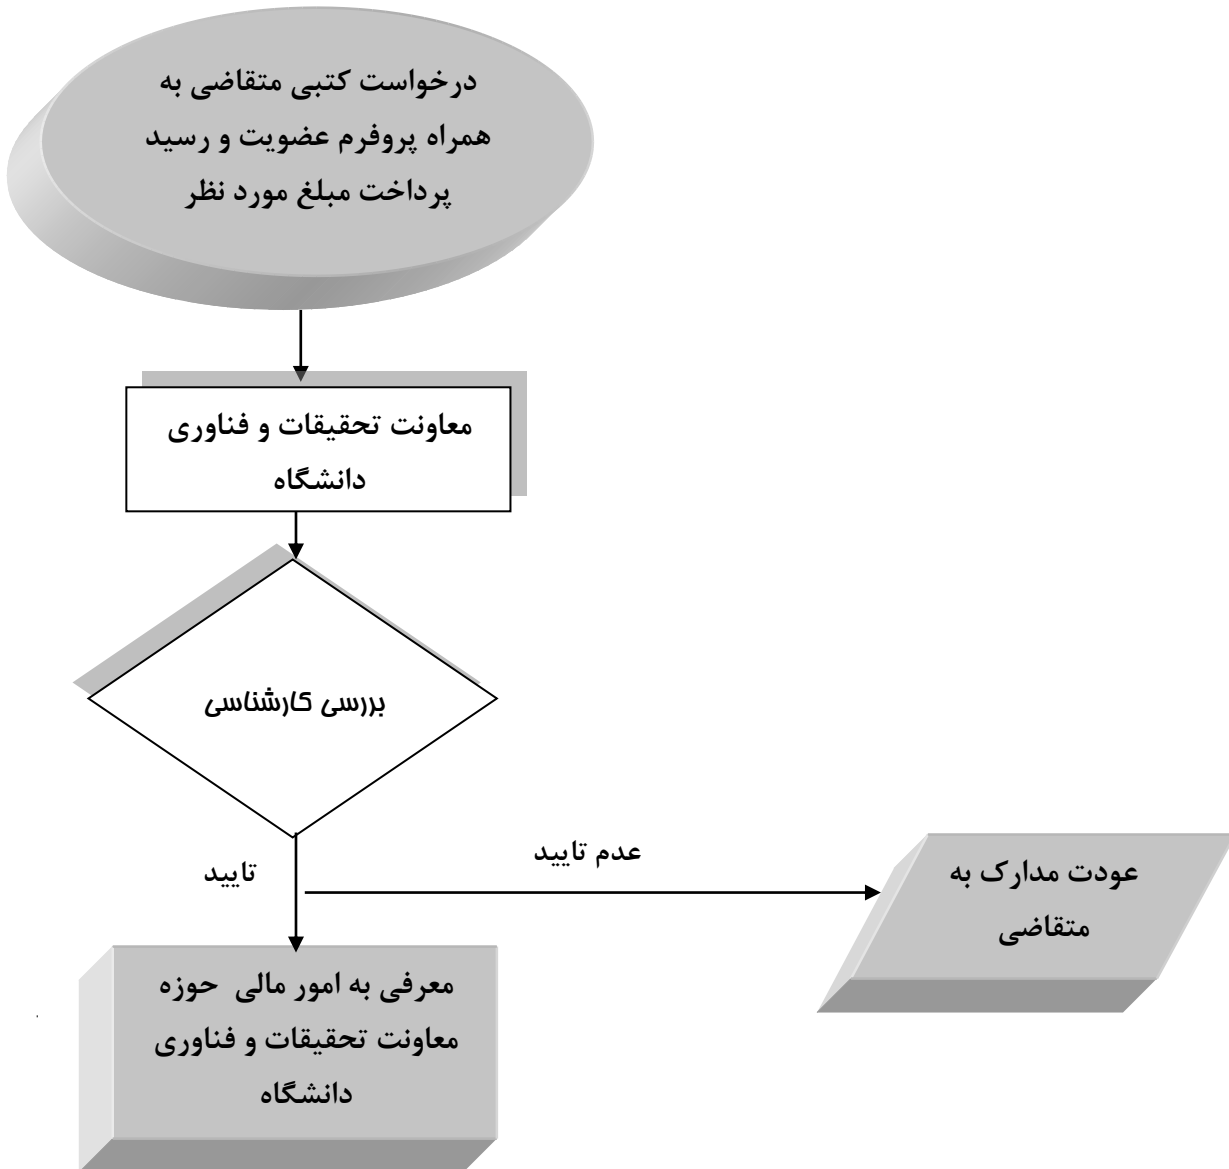 درخواست کتبی متقاضی به
همراه پروفرم عضویت و رسید
پرداخت مبلغ مورد نظر
معاونت تحقیقات و فناوری
دانشگاه
بررسی کارشناسی
تایید
عدم تایید
عودت مدارک به
متقاضی
معرفی به امور مالی حوزه
معاونت تحقیقات و فناوری
دانشگاه